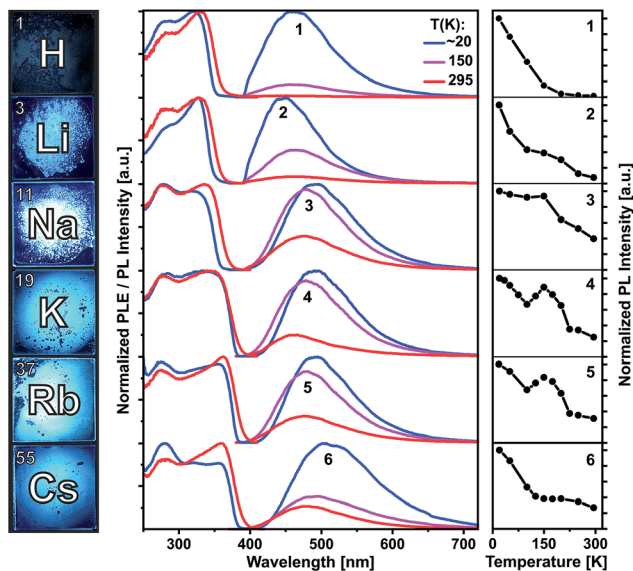 1
H
3
Li
11
Na
19
K
37
Rb
55
Cs
Normalized PLE / PL Intensity [a.u.]
1
T(K):
~20
150
295
2
3
4
5
6
300 400 500 600 700
Wavelength [nm]
1
2
3
4
5
6
0 150 300
Temperature [K]
Normalized PL Intensity [a.u.]